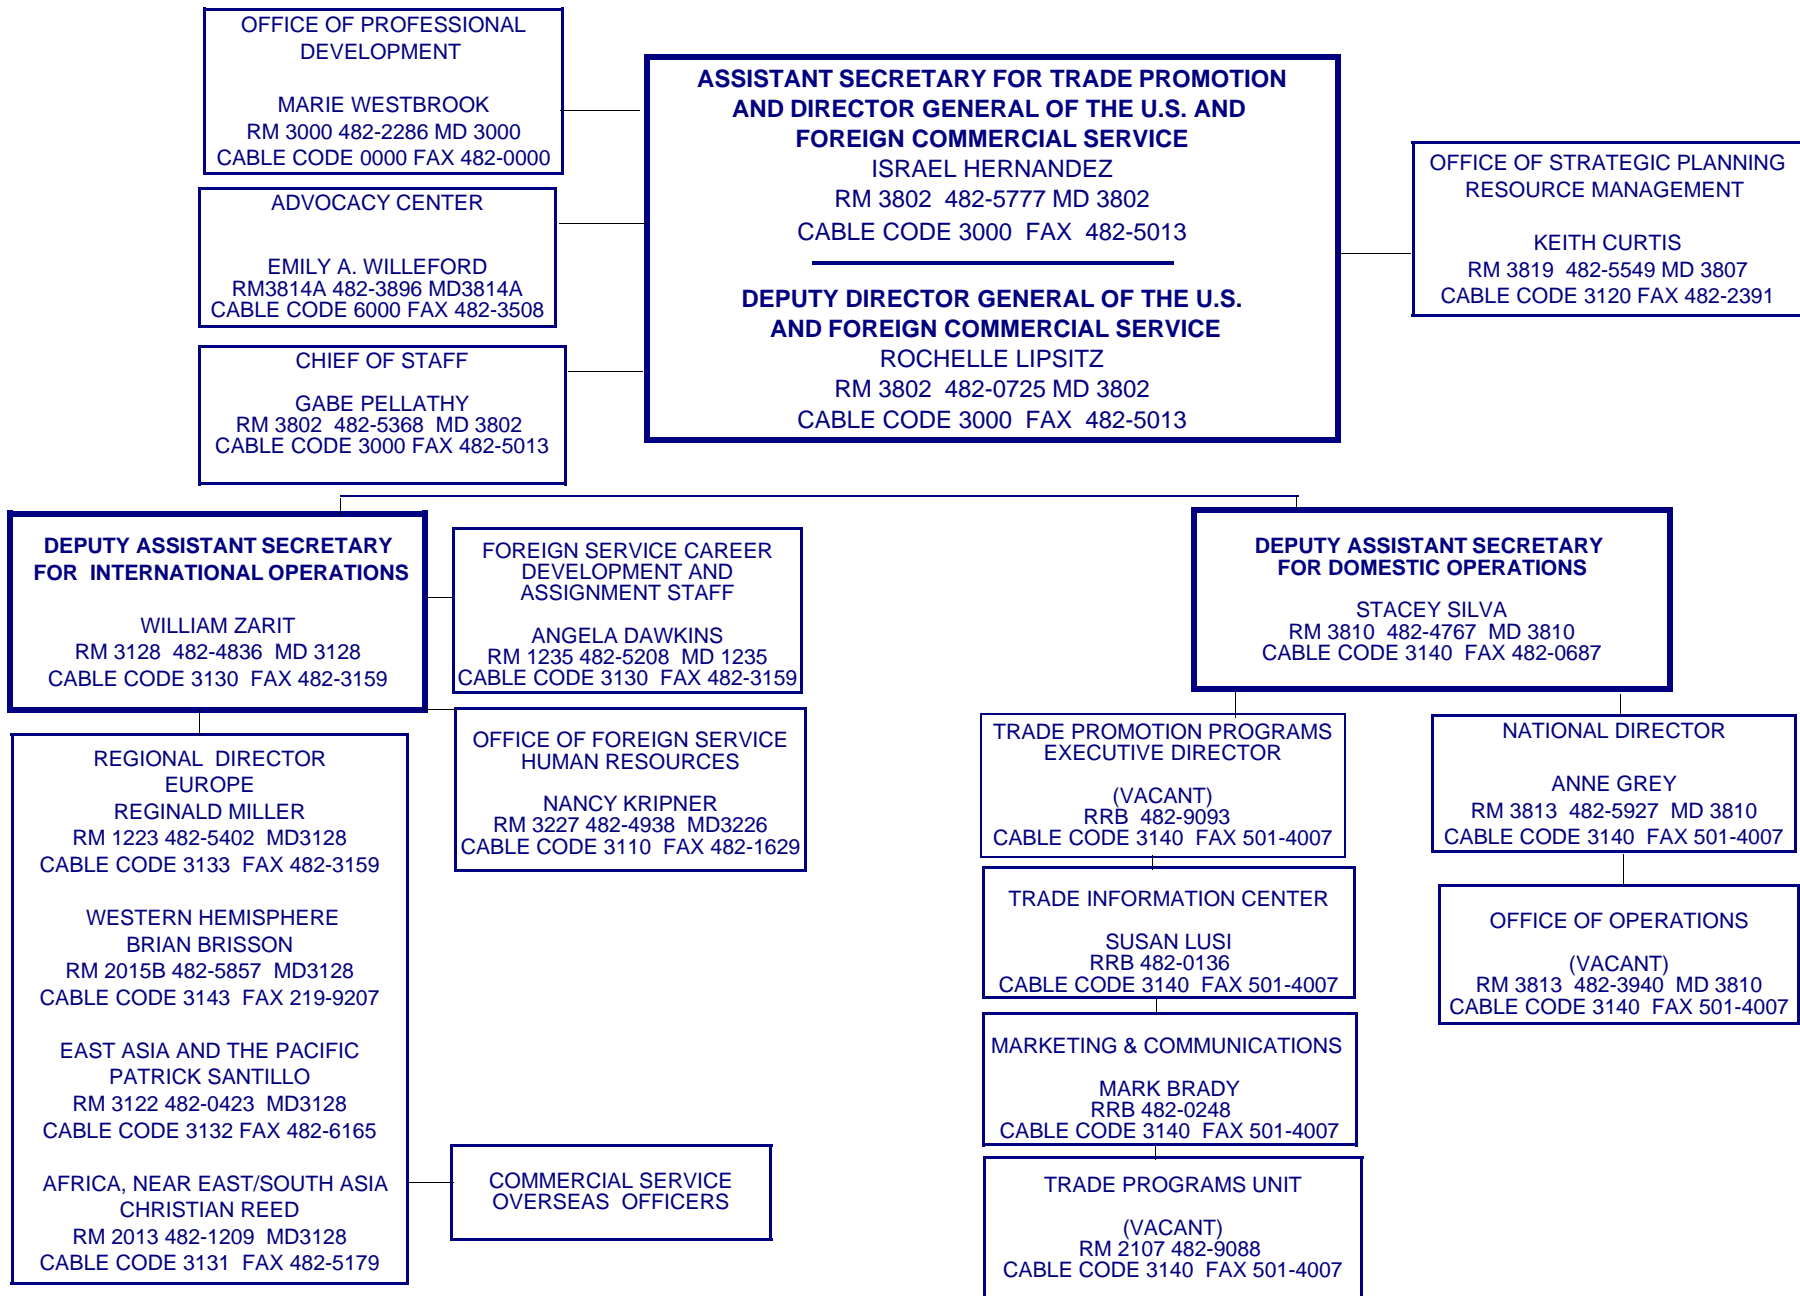 OFFICE OF PROFESSIONAL
DEVELOPMENT
MARIE WESTBROOK
RM 3000 482-2286 MD 3000
CABLE CODE 0000 FAX 482-0000
ADVOCACY CENTER
EMILY A. WILLEFORD
RM3814A 482-3896 MD3814A
CABLE CODE 6000 FAX 482-3508
CHIEF OF STAFF
GABE PELLATHY
RM 3802 482-5368 MD 3802
CABLE CODE 3000 FAX 482-5013
ASSISTANT SECRETARY FOR TRADE PROMOTION
AND DIRECTOR GENERAL OF THE U.S. AND
FOREIGN COMMERCIAL SERVICE
ISRAEL HERNANDEZ
RM 3802 482-5777 MD 3802
CABLE CODE 3000 FAX 482-5013
DEPUTY DIRECTOR GENERAL OF THE U.S.
AND FOREIGN COMMERCIAL SERVICE
ROCHELLE LIPSITZ
RM 3802 482-0725 MD 3802
CABLE CODE 3000 FAX 482-5013
OFFICE OF STRATEGIC PLANNING
RESOURCE MANAGEMENT
KEITH CURTIS
RM 3819 482-5549 MD 3807
CABLE CODE 3120 FAX 482-2391
DEPUTY ASSISTANT SECRETARY
FOR INTERNATIONAL OPERATIONS
WILLIAM ZARIT
RM 3128 482-4836 MD 3128
CABLE CODE 3130 FAX 482-3159
FOREIGN SERVICE CAREER
DEVELOPMENT AND
ASSIGNMENT STAFF
ANGELA DAWKINS
RM 1235 482-5208 MD 1235
CABLE CODE 3130 FAX 482-3159
OFFICE OF FOREIGN SERVICE
HUMAN RESOURCES
NANCY KRIPNER
RM 3227 482-4938 MD3226
CABLE CODE 3110 FAX 482-1629
REGIONAL DIRECTOR
EUROPE
REGINALD MILLER
RM 1223 482-5402 MD3128
CABLE CODE 3133 FAX 482-3159
WESTERN HEMISPHERE
BRIAN BRISSON
RM 2015B 482-5857 MD3128
CABLE CODE 3143 FAX 219-9207
EAST ASIA AND THE PACIFIC
PATRICK SANTILLO
RM 3122 482-0423 MD3128
CABLE CODE 3132 FAX 482-6165
AFRICA, NEAR EAST/SOUTH ASIA
CHRISTIAN REED
RM 2013 482-1209 MD3128
CABLE CODE 3131 FAX 482-5179
COMMERCIAL SERVICE
OVERSEAS OFFICERS
DEPUTY ASSISTANT SECRETARY
FOR DOMESTIC OPERATIONS
STACEY SILVA
RM 3810 482-4767 MD 3810
CABLE CODE 3140 FAX 482-0687
TRADE PROMOTION PROGRAMS
EXECUTIVE DIRECTOR
(VACANT)
RRB 482-9093
CABLE CODE 3140 FAX 501-4007
TRADE INFORMATION CENTER
SUSAN LUSI
RRB 482-0136
CABLE CODE 3140 FAX 501-4007
MARKETING & COMMUNICATIONS
MARK BRADY
RRB 482-0248
CABLE CODE 3140 FAX 501-4007
TRADE PROGRAMS UNIT
(VACANT)
RM 2107 482-9088
CABLE CODE 3140 FAX 501-4007
NATIONAL DIRECTOR
ANNE GREY
RM 3813 482-5927 MD 3810
CABLE CODE 3140 FAX 501-4007
OFFICE OF OPERATIONS
(VACANT)
RM 3813 482-3940 MD 3810
CABLE CODE 3140 FAX 501-4007